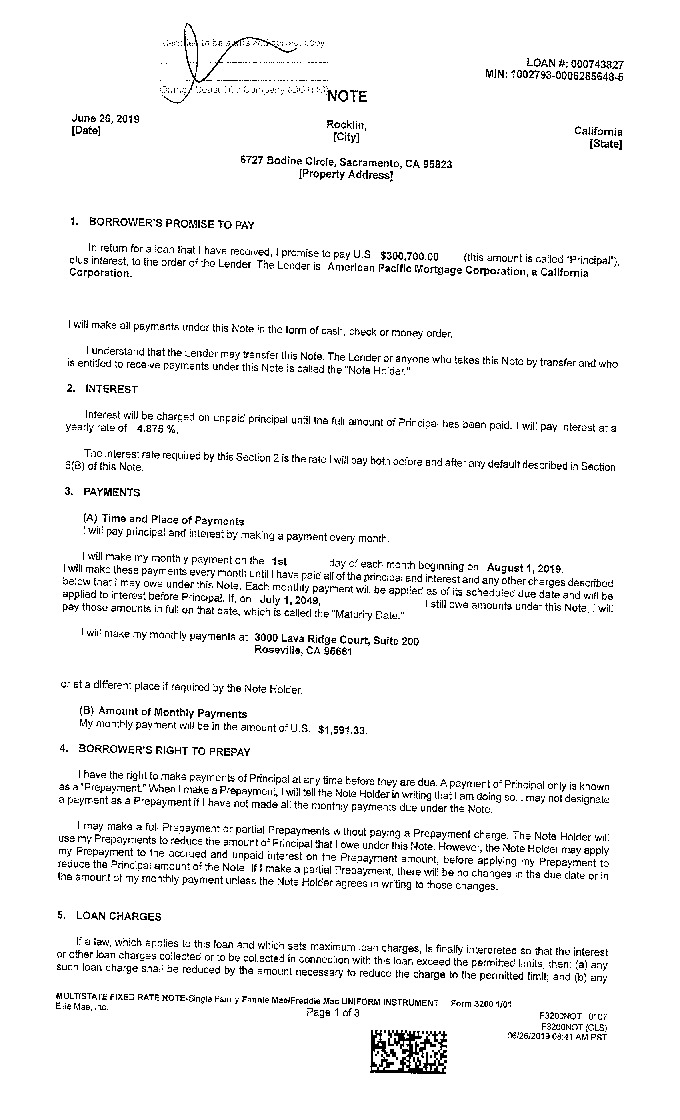 LOAN #: 000743827
MIN: 1002793-0006285648-5
NOTE
June 26, 2019
[Date]
Rocklin,
[City]
California
[State]
6727 Bodine Circle, Sacramento, CA 95823
[Property Address]
1. BORROWER'S PROMISE TO PAY
In return for a loan that I have received, I promise to pay U.S. $300,700.00 (this amount is called "Principal"),
plus interest, to the order of the Lender. The Lender is American Pacific Mortgage Corporation, a California
Corporation.
I will make all payments under this Note in the form of cash, check or money order.
I understand that the Lender may transfer this Note. The Lender or anyone who takes this Note by transfer and who
is entitled to receive payments under this Note is called the "Note Holder."
2. INTEREST
Interest will be charged on unpaid principal until the full amount of Principal has been paid. I will pay interest at a
yearly rate of 4.875 %.
The interest rate required by this Section 2 is the rate I will pay both before and after any default described in Section
6(B) of this Note.
3. PAYMENTS
(A) Time and Place of Payments
I will pay principal and interest by making a payment every month.
I will make my monthly payment on the 1st day of each month beginning on August 1, 2019.
I will make these payments every month until I have paid all of the principal and interest and any other charges described
below that I may owe under this Note. Each monthly payment will be applied as of its scheduled due date and will be
applied to interest before Principal. If, on July 1, 2049, I still owe amounts under this Note, I will
pay those amounts in full on that date, which is called the "Maturity Date."
I will make my monthly payments at 3000 Lava Ridge Court, Suite 200
Roseville, CA 95661
or at a different place if required by the Note Holder.
(B) Amount of Monthly Payments
My monthly payment will be in the amount of U.S. $1,591.33.
4. BORROWER'S RIGHT TO PREPAY
I have the right to make payments of Principal at any time before they are due. A payment of Principal only is known
as a "Prepayment." When I make a Prepayment, I will tell the Note Holder in writing that I am doing so. I may not designate
a payment as a Prepayment if I have not made all the monthly payments due under the Note.
I may make a full Prepayment or partial Prepayments without paying a Prepayment charge. The Note Holder will
use my Prepayments to reduce the amount of Principal that I owe under this Note. However, the Note Holder may apply
my Prepayment to the accrued and unpaid interest on the Prepayment amount, before applying my Prepayment to
reduce the Principal amount of the Note. If I make a partial Prepayment, there will be no changes in the due date or in
the amount of my monthly payment unless the Note Holder agrees in writing to those changes.
5. LOAN CHARGES
If a law, which applies to this loan and which sets maximum loan charges, is finally interpreted so that the interest
or other loan charges collected or to be collected in connection with this loan exceed the permitted limits, then: (a) any
such loan charge shall be reduced by the amount necessary to reduce the charge to the permitted limit; and (b) any
MULTISTATE FIXED RATE NOTE-Single Family-Fannie Mae/Freddie Mac UNIFORM INSTRUMENT Form 3200 1/01
Ellie Mae, Inc.
Page 1 of 3
F3200NOT 0107
F3200NOT (CLS)
06/26/2019 08:41 AM PST